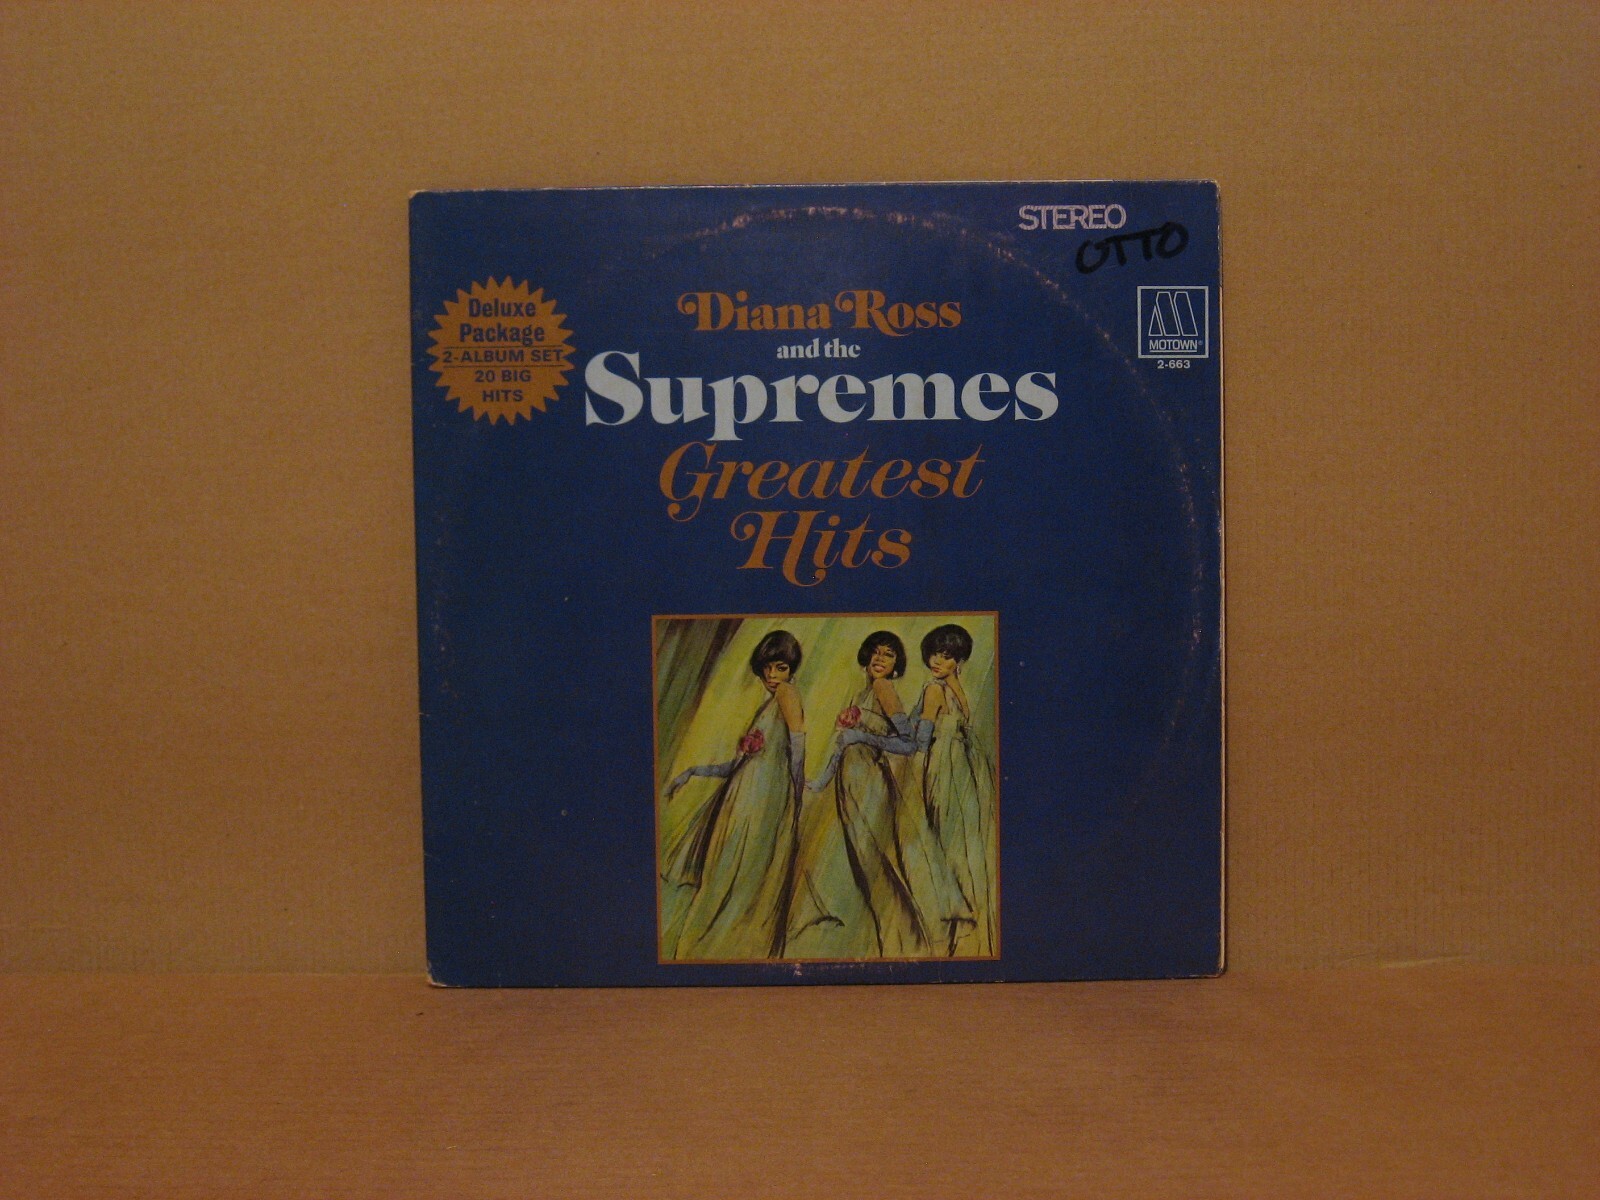 STEREO
OTTO
Deluxe
Package
2-ALBUM SET
20 BIG
HITS
Diana Ross
and the
Supremes
Greatest
Hits
MOTOWN®
2-663